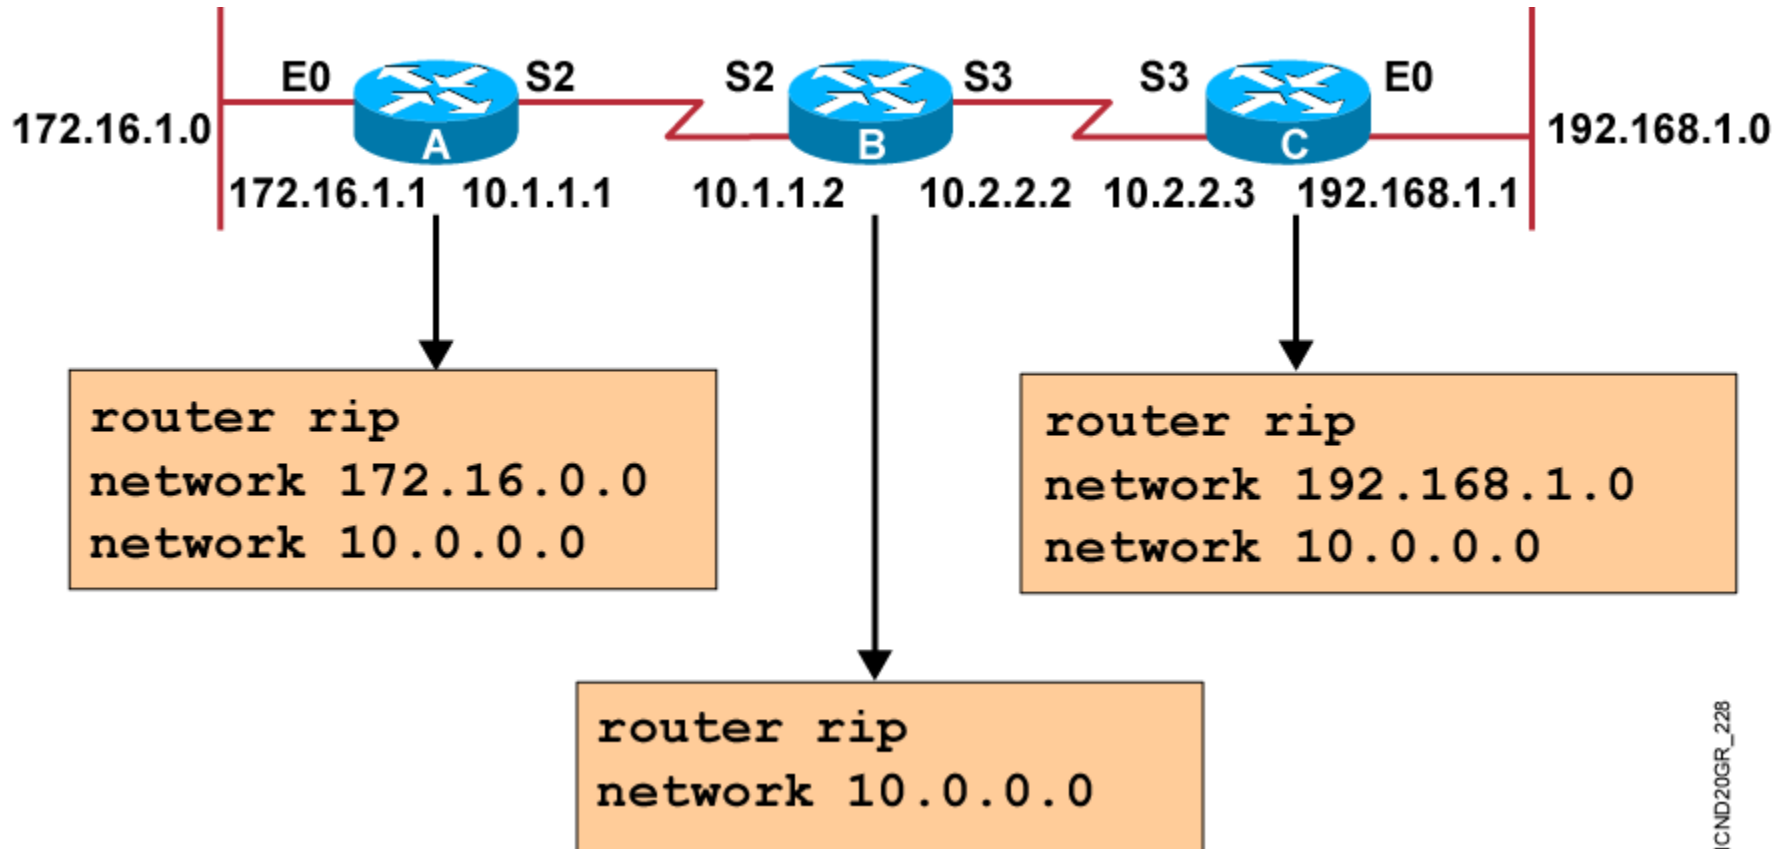 E0
S2
S2
S3
S3
E0
172.16.1.0
A
B
C
192.168.1.0
172.16.1.1
10.1.1.1
10.1.1.2
10.2.2.2
10.2.2.3
192.168.1.1
router rip
network 172.16.0.0
network 10.0.0.0
router rip
network 192.168.1.0
network 10.0.0.0
router rip
network 10.0.0.0
ICND20GR_228